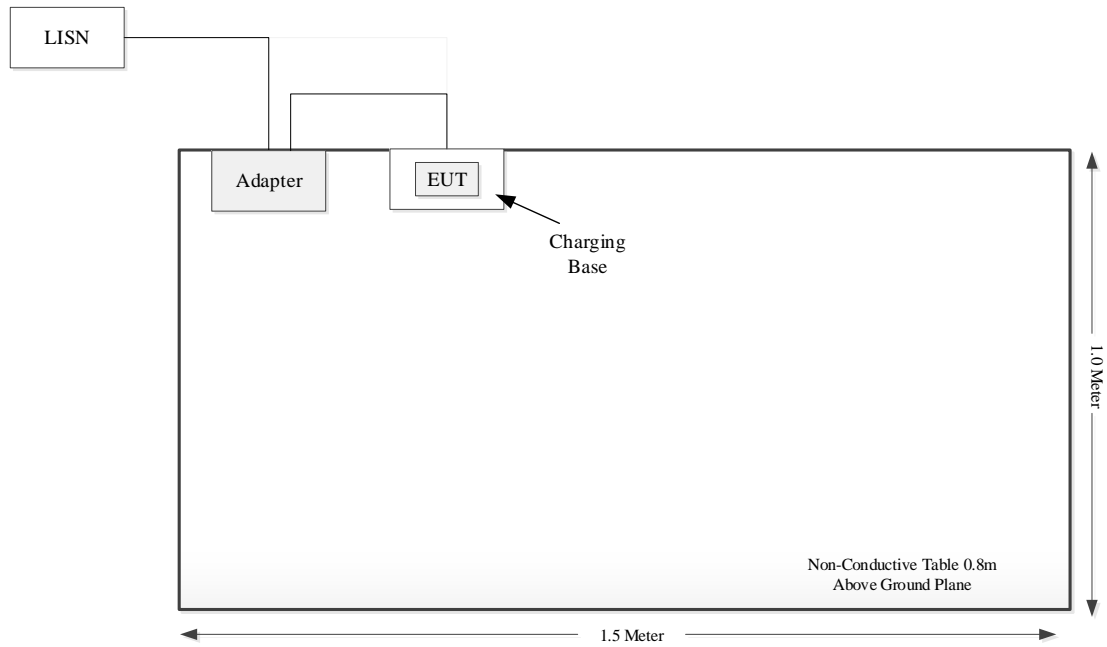 LISN
Adapter
EUT
Charging
Base
1.0 Meter
Non-Conductive Table 0.8m
Above Ground Plane
1.5 Meter